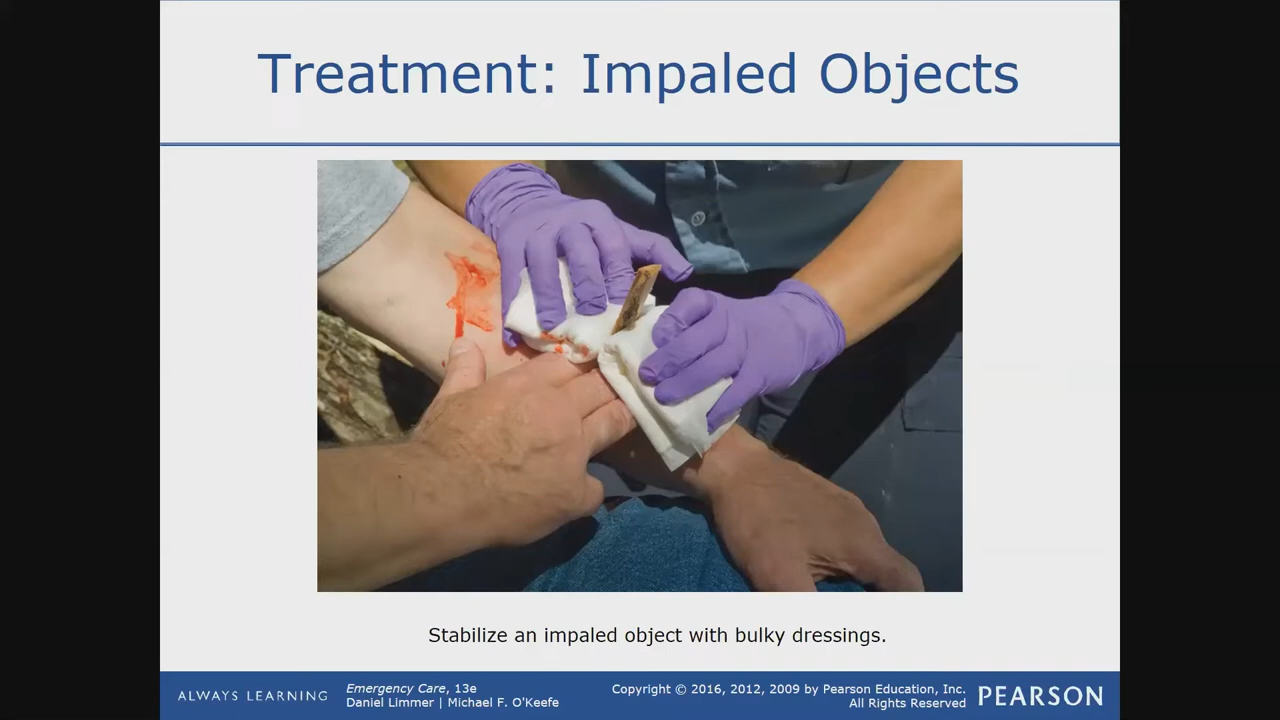 Treatment: Impaled Objects
Stabilize an impaled object with bulky dressings.
ALWAYS LEARNING
Emergency Care, 13e
Daniel Limmer | Michael F. O'Keefe
Copyright © 2016, 2012, 2009 by Pearson Education, Inc.
All Rights Reserved
PEARSON